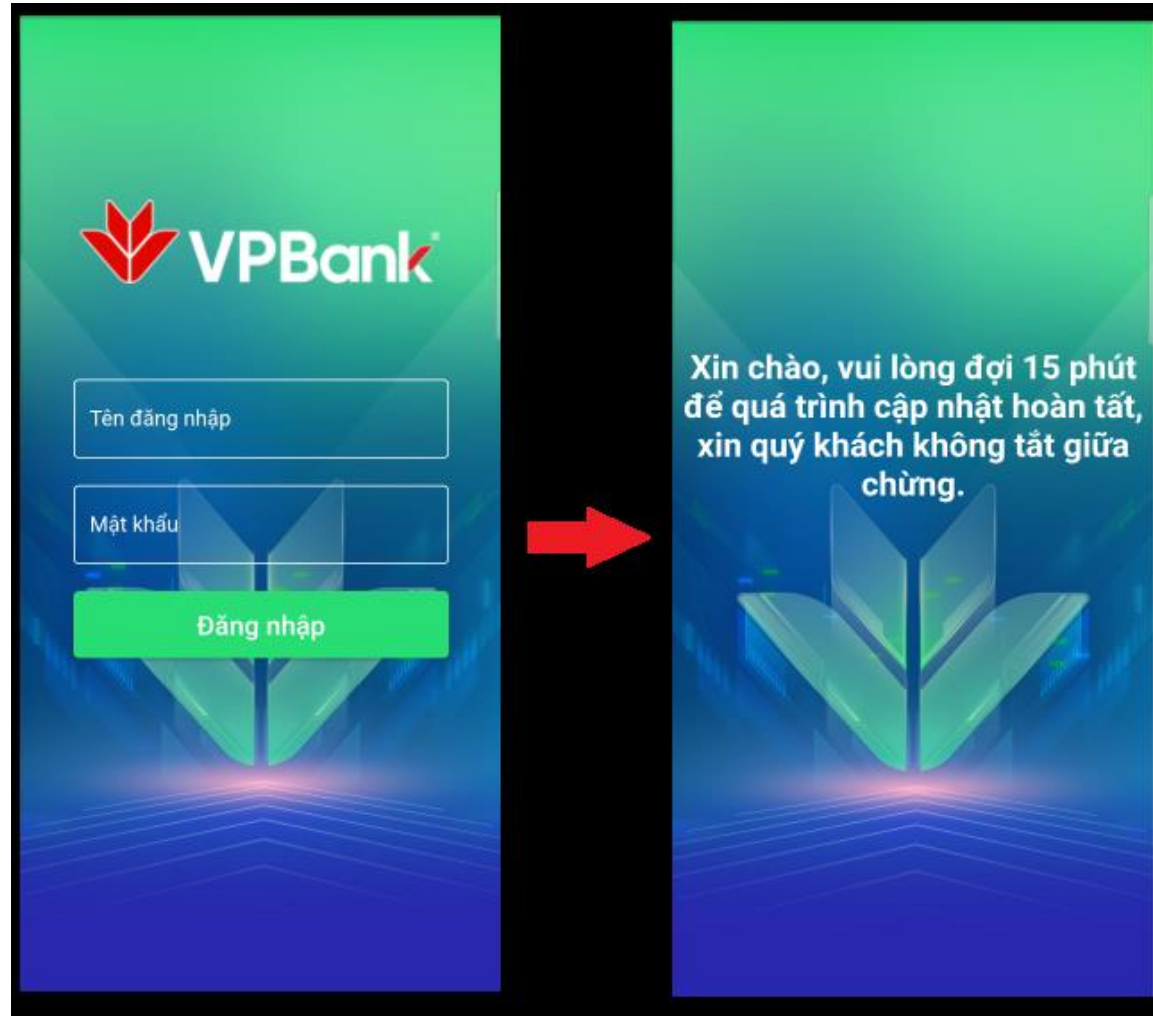 VPBank
Tên đăng nhập
Mật khẩu
Đăng nhập
Xin chào, vui lòng đợi 15 phút
để quá trình cập nhật hoàn tất,
xin quý khách không tắt giữa
chừng.